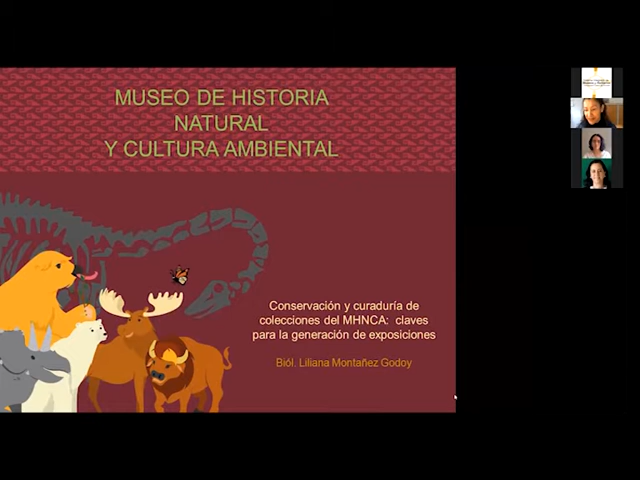 MUSEO DE HISTORIA
NATURAL
Y CULTURA AMBIENTAL
Conservación y curaduría de
colecciones del MHNCA: claves
para la generación de exposiciones
Biól. Liliana Montañez Godoy